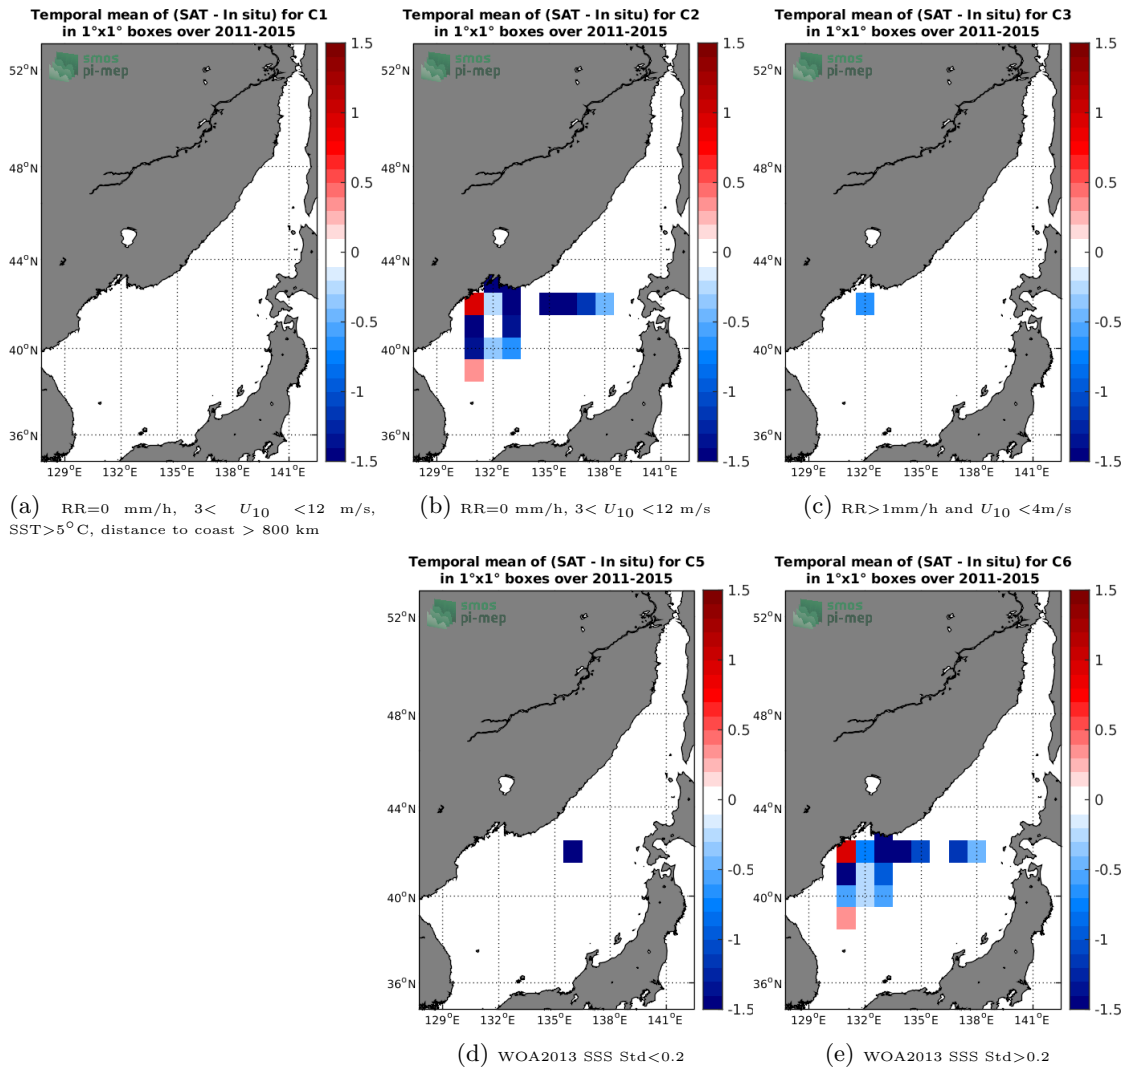 Temporal mean of (SAT - In situ) for C1
in 1°x1° boxes over 2011-2015
smos
pi-mep
52°N
48°N
44°N
40°N
36°N
129°E 132°E 135°E 138°E 141°E
1.5
1
0.5
0
-0.5
-1
-1.5
(a) RR=0 mm/h, 3< U10 <12 m/s,
SST>5°C, distance to coast > 800 km
Temporal mean of (SAT - In situ) for C2
in 1°x1° boxes over 2011-2015
smos
pi-mep
52°N
48°N
44°N
40°N
36°N
129°E 132°E 135°E 138°E 141°E
1.5
1
0.5
0
-0.5
-1
-1.5
(b) RR=0 mm/h, 3< U10 <12 m/s
Temporal mean of (SAT - In situ) for C3
in 1°x1° boxes over 2011-2015
smos
pi-mep
52°N
48°N
44°N
40°N
36°N
129°E 132°E 135°E 138°E 141°E
1.5
1
0.5
0
-0.5
-1
-1.5
(c) RR>1mm/h and U10 <4m/s
Temporal mean of (SAT - In situ) for C5
in 1°x1° boxes over 2011-2015
smos
pi-mep
52°N
48°N
44°N
40°N
36°N
129°E 132°E 135°E 138°E 141°E
1.5
1
0.5
0
-0.5
-1
-1.5
(d) WOA2013 SSS Std<0.2
Temporal mean of (SAT - In situ) for C6
in 1°x1° boxes over 2011-2015
smos
pi-mep
52°N
48°N
44°N
40°N
36°N
129°E 132°E 135°E 138°E 141°E
1.5
1
0.5
0
-0.5
-1
-1.5
(e) WOA2013 SSS Std>0.2